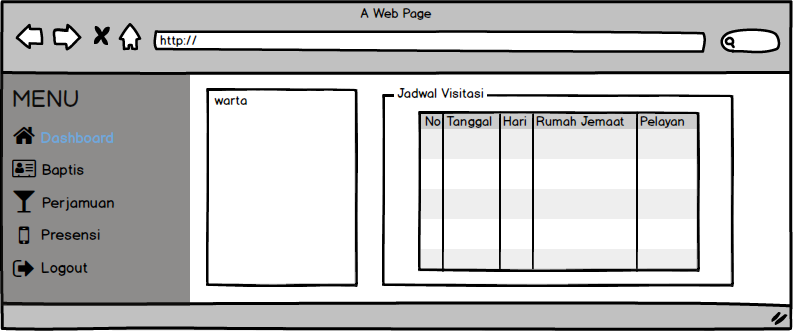 A Web Page
http://
MENU
Dashboard
Baptis
Perjamuan
Presensi
Logout
warta
Jadwal Visitasi
No Tanggal Hari Rumah Jemaat Pelayan